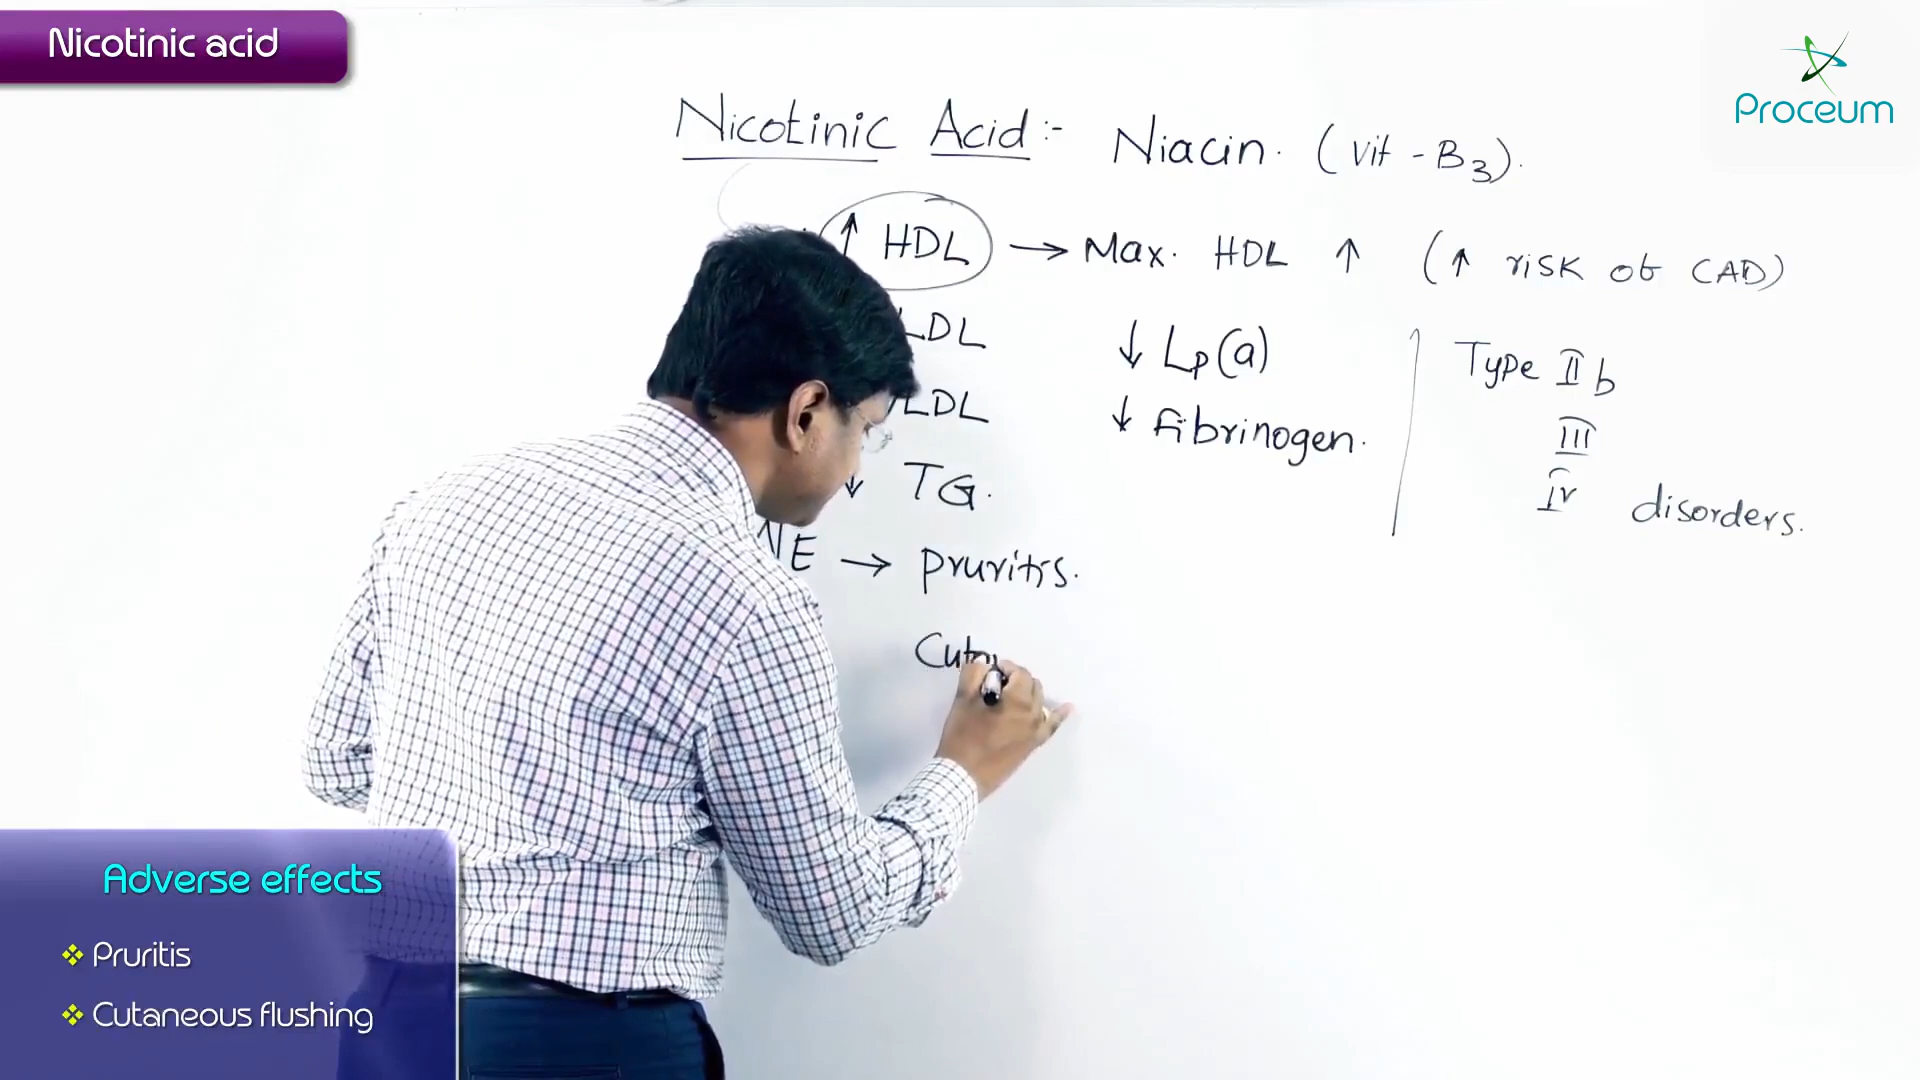 Nicotinic acid
Proceum
Nicotinic Acid :- Niacin. (vit - B3).
↑ HDL → Max. HDL ↑ (↑ risk of CAD)
LDL ↓ Lp(a) Type IIb
LDL ↓ fibrinogen. III
↓ TG. IV disorders.
→ pruritis.
Adverse effects
Pruritis
Cutaneous flushing